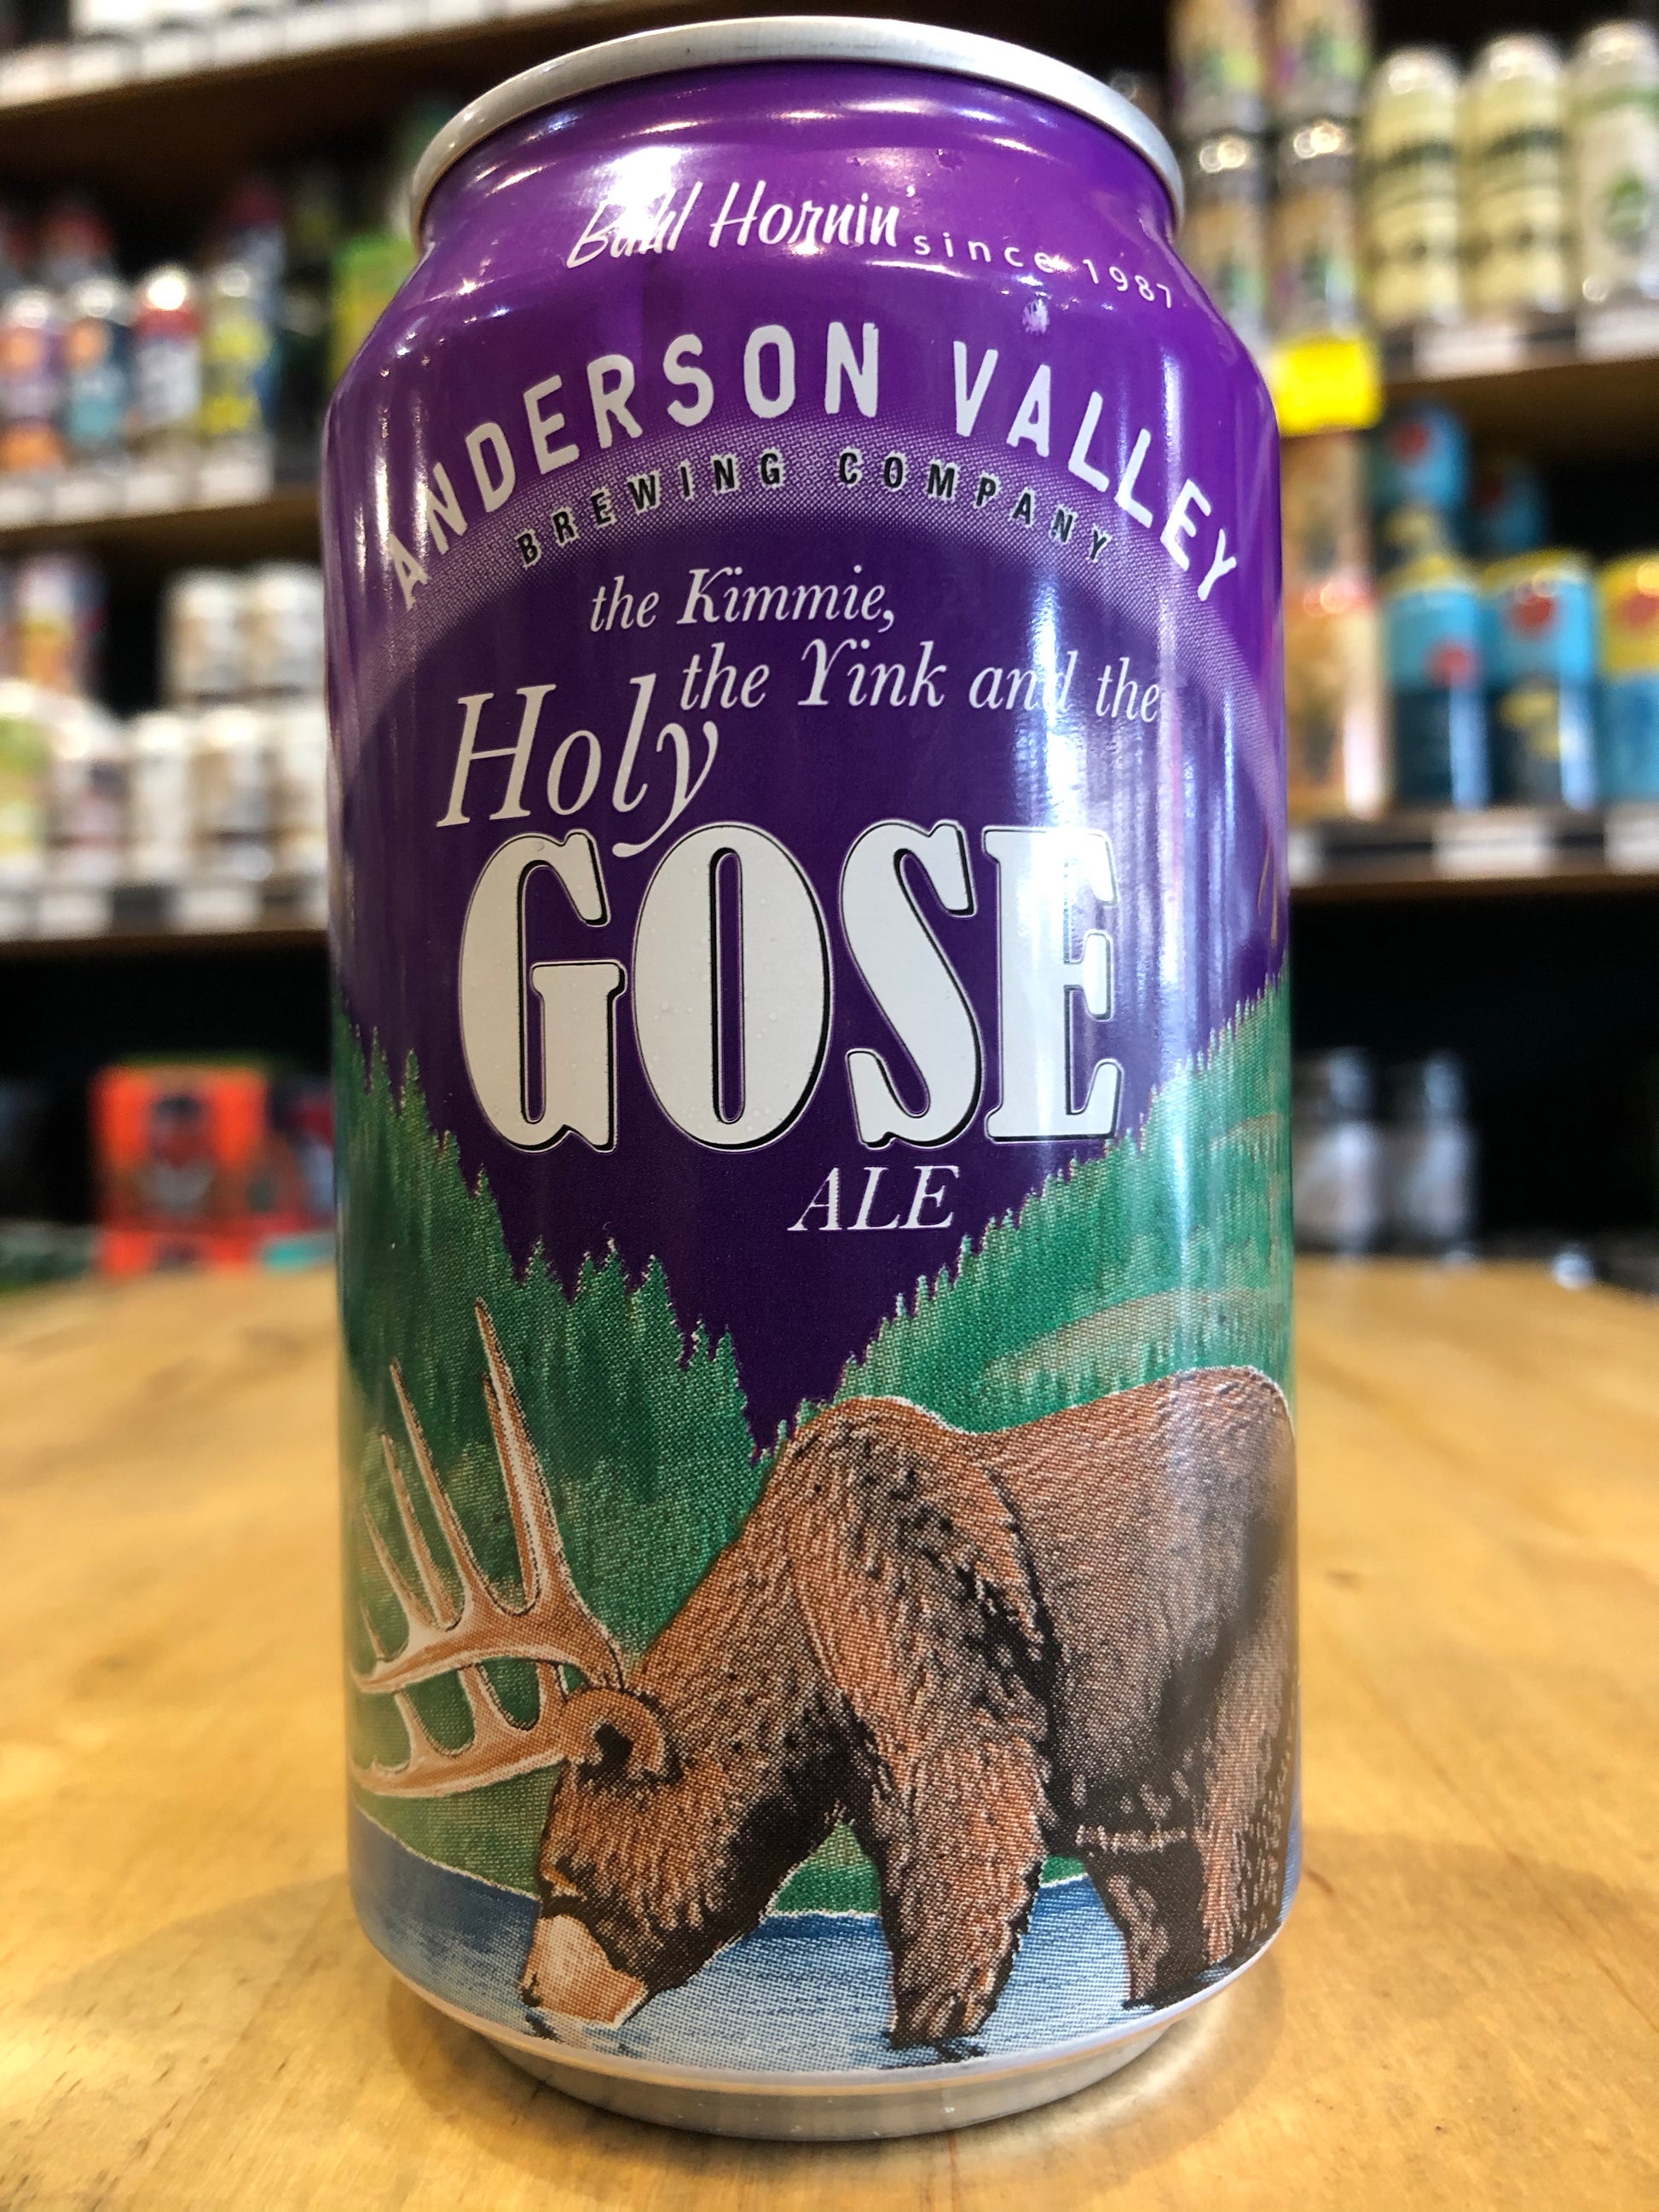 Bahl Hornin' since 1987
ANDERSON VALLEY
BREWING COMPANY
the Kimmie,
the Yink and the
Holy
GOSE
ALE